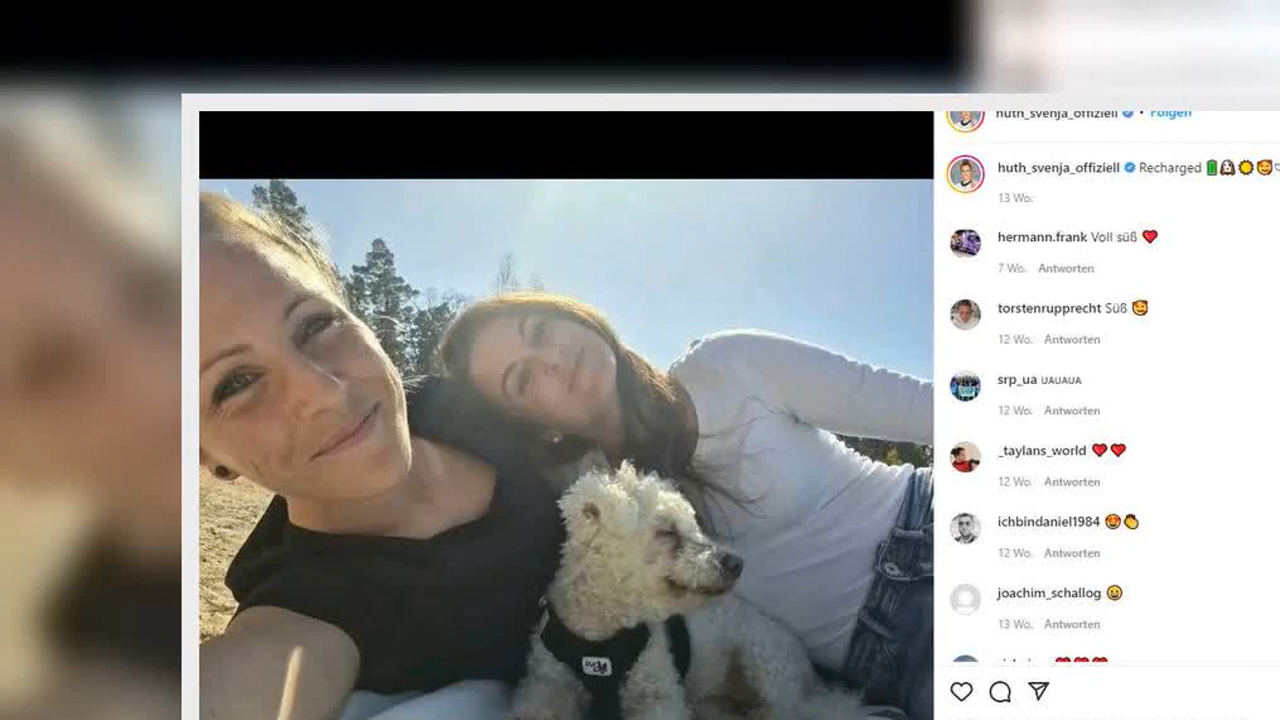 huth_svenja_offiziell • Folgen
huth_svenja_offiziell Recharged
13 Wo.
hermann.frank Voll süß
7 Wo. Antworten
torstenrupprecht Süß
12 Wo. Antworten
srp_ua UAUAUA
12 Wo. Antworten
_taylans_world
12 Wo. Antworten
ichbindaniel1984
12 Wo. Antworten
joachim_schallog
13 Wo. Antworten